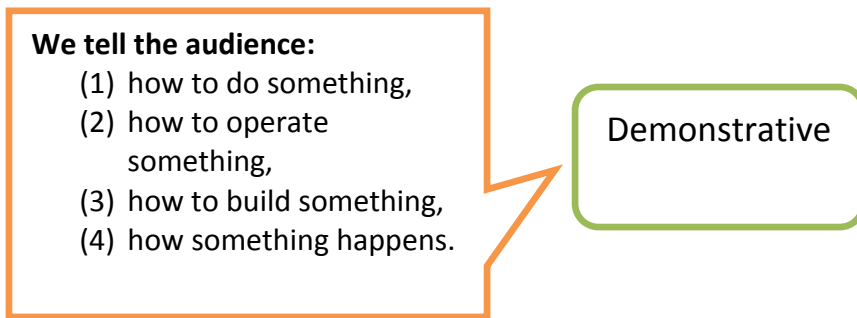 We tell the audience:
(1) how to do something,
(2) how to operate
something,
(3) how to build something,
(4) how something happens.
Demonstrative